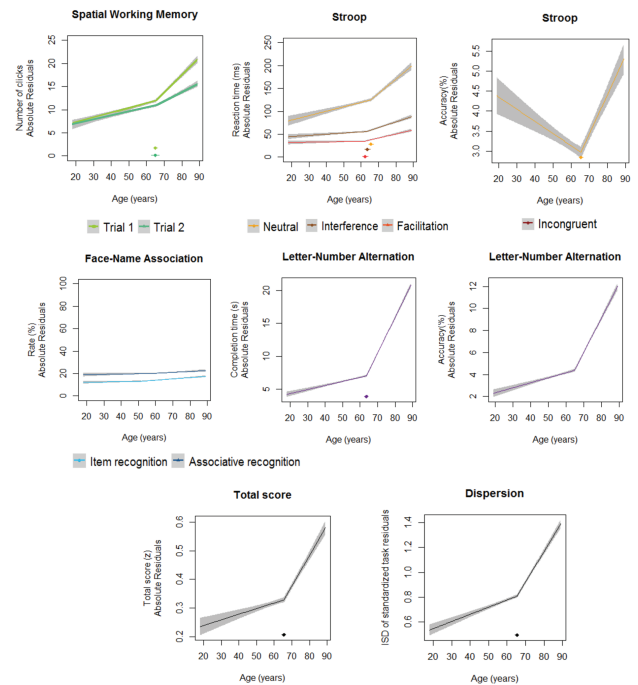 Spatial Working Memory
Number of clicks
Absolute Residuals
25
20
15
10
5
0
20 30 40 50 60 70 80 90
Age (years)
Trial 1 Trial 2
Stroop
Reaction time (ms)
Absolute Residuals
250
200
150
100
50
0
20 30 40 50 60 70 80 90
Age (years)
Neutral Interference Facilitation
Stroop
Accuracy(%)
Absolute Residuals
5.5
5.0
4.5
4.0
3.5
3.0
20 30 40 50 60 70 80 90
Age (years)
Incongruent
Face-Name Association
Rate (%)
Absolute Residuals
100
80
60
40
20
0
20 30 40 50 60 70 80 90
Age (years)
Item recognition Associative recognition
Letter-Number Alternation
Completion time (s)
Absolute Residuals
20
15
10
5
20 30 40 50 60 70 80 90
Age (years)
Letter-Number Alternation
Accuracy(%)
Absolute Residuals
12
10
8
6
4
2
20 30 40 50 60 70 80 90
Age (years)
Total score
Total score (z)
Absolute Residuals
0.6
0.5
0.4
0.3
0.2
20 30 40 50 60 70 80 90
Age (years)
Dispersion
ISD of standardized task residuals
1.4
1.2
1.0
0.8
0.6
20 30 40 50 60 70 80 90
Age (years)